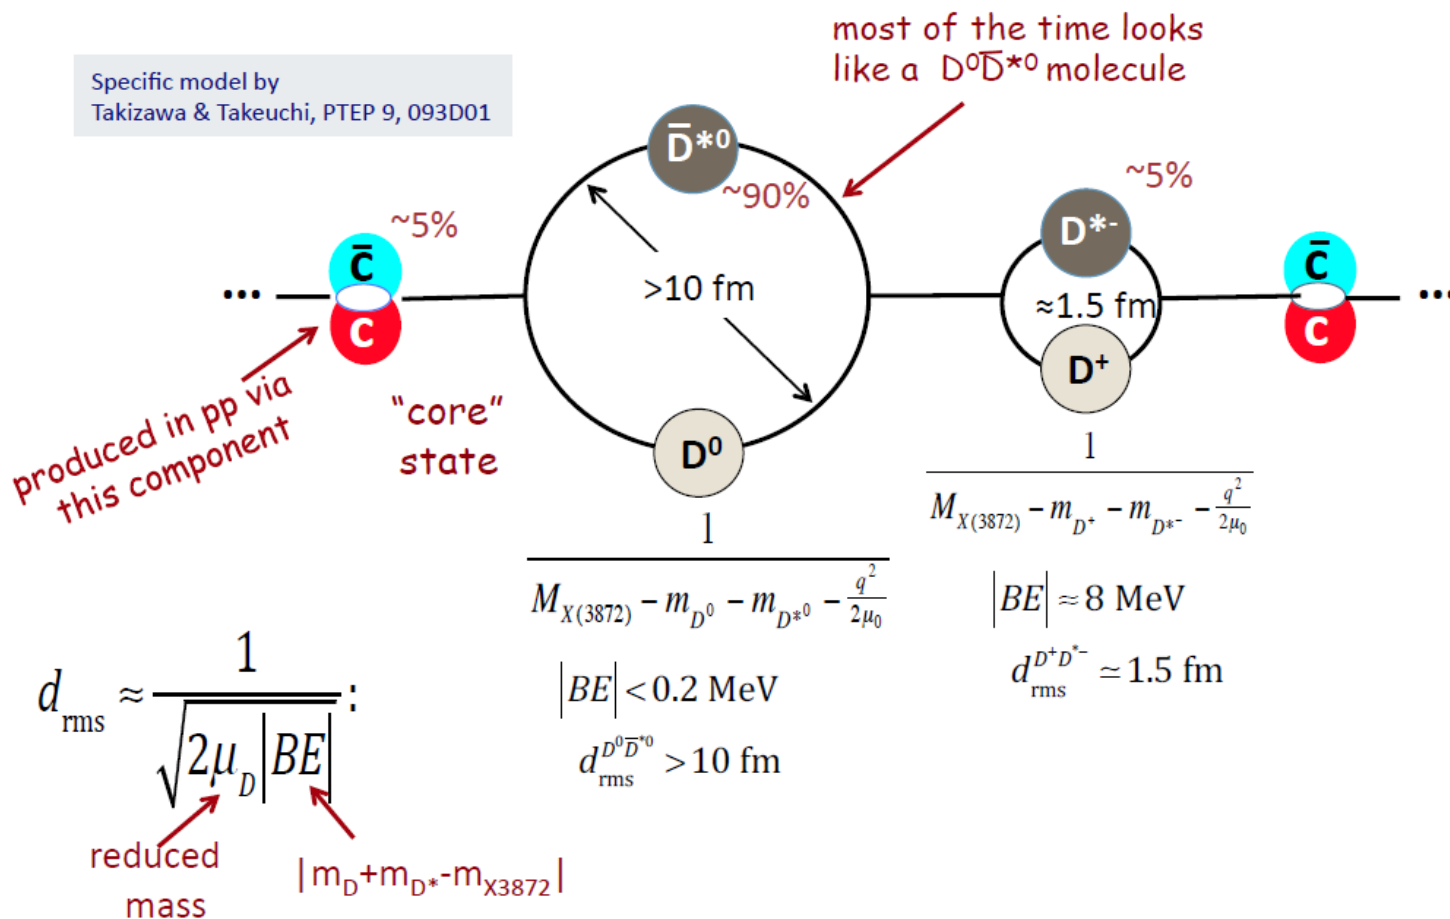 most of the time looks
like a D⁰D̅*⁰ molecule
Specific model by
Takizawa & Takeuchi, PTEP 9, 093D01
D̅*⁰
~90%
~5%
D*-
~5%
c̅
c
...
>10 fm
≈1.5 fm
D⁺
D⁰
c̅
c
...
produced in pp via
this component
"core"
state
1
M_X(3872) − m_D⁰ − m_D*⁰ − q²/2μ₀
|BE| < 0.2 MeV
d_rms^D⁰D̅*⁰ > 10 fm
1
M_X(3872) − m_D⁺ − m_D*⁻ − q²/2μ₀
|BE| ≈ 8 MeV
d_rms^D⁺D*⁻ ≃ 1.5 fm
d_rms ≈ 1/√(2μ_D|BE|) :
reduced
mass
|m_D+m_D*-m_X3872|